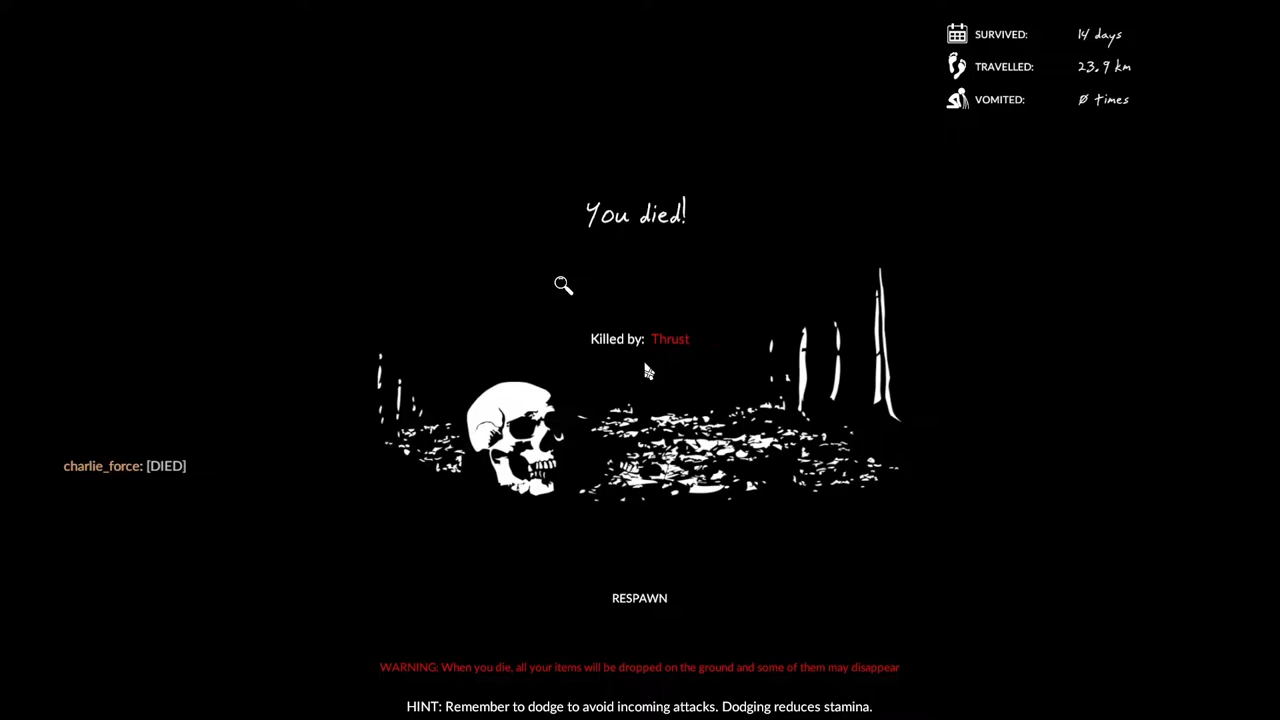 SURVIVED: 14 days
TRAVELLED: 23.9 km
VOMITED: 0 times
You died!
Killed by: Thrust
charlie_force: [DIED]
RESPAWN
WARNING: When you die, all your items will be dropped on the ground and some of them may disappear
HINT: Remember to dodge to avoid incoming attacks. Dodging reduces stamina.